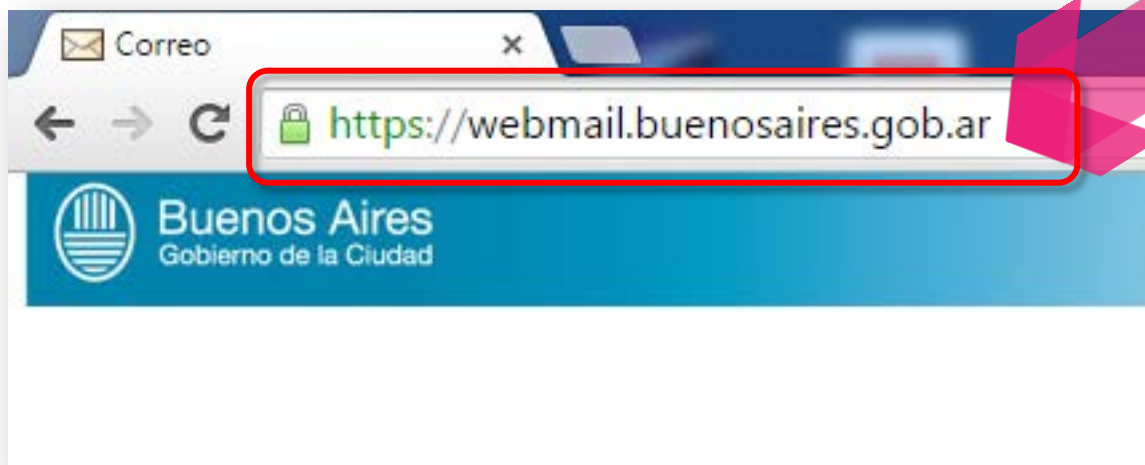 Correo
https://webmail.buenosaires.gob.ar
Buenos Aires
Gobierno de la Ciudad